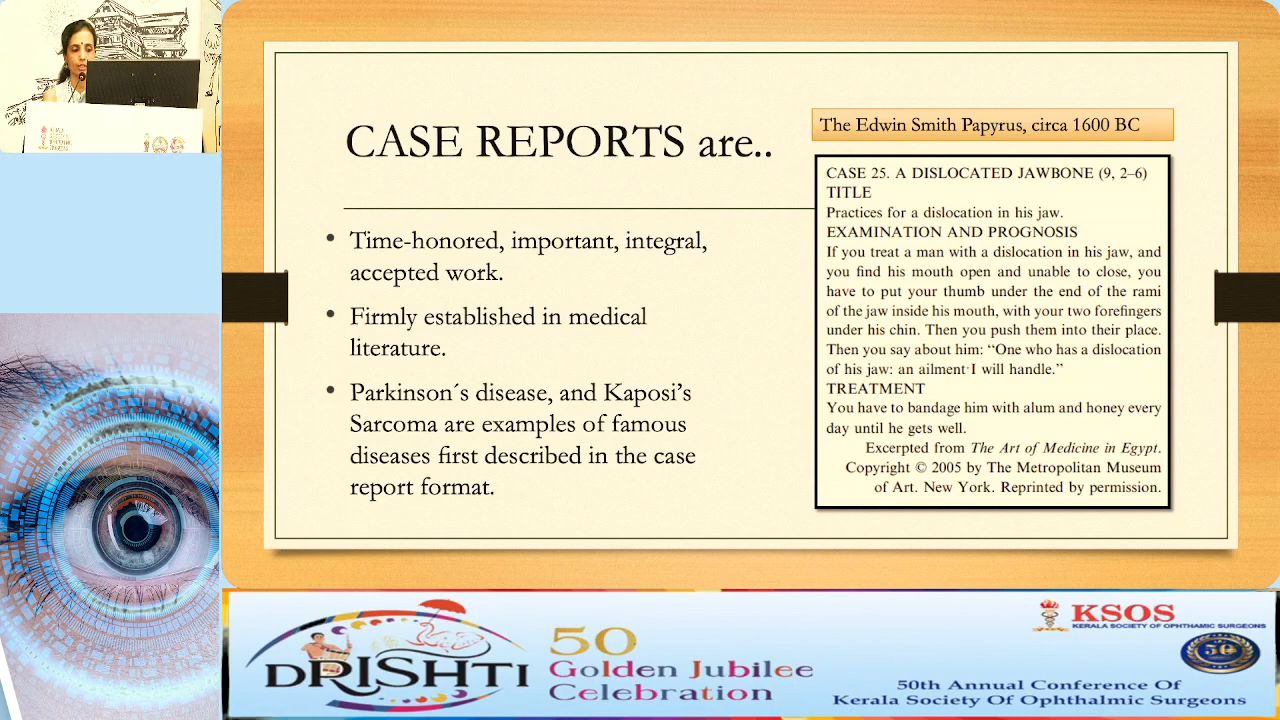 CASE REPORTS are..
• Time-honored, important, integral,
accepted work.
• Firmly established in medical
literature.
• Parkinson´s disease, and Kaposi’s
Sarcoma are examples of famous
diseases first described in the case
report format.
The Edwin Smith Papyrus, circa 1600 BC
CASE 25. A DISLOCATED JAWBONE (9, 2–6)
TITLE
Practices for a dislocation in his jaw.
EXAMINATION AND PROGNOSIS
If you treat a man with a dislocation in his jaw, and
you find his mouth open and unable to close, you
have to put your thumb under the end of the rami
of the jaw inside his mouth, with your two forefingers
under his chin. Then you push them into their place.
Then you say about him: “One who has a dislocation
of his jaw: an ailment I will handle.”
TREATMENT
You have to bandage him with alum and honey every
day until he gets well.
Excerpted from The Art of Medicine in Egypt.
Copyright © 2005 by The Metropolitan Museum
of Art. New York. Reprinted by permission.
DRISHTI
50
Golden Jubilee
Celebration
KSOS
KERALA SOCIETY OF OPHTHAMIC SURGEONS
50
50th Annual Conference Of
Kerala Society Of Ophthalmic Surgeons